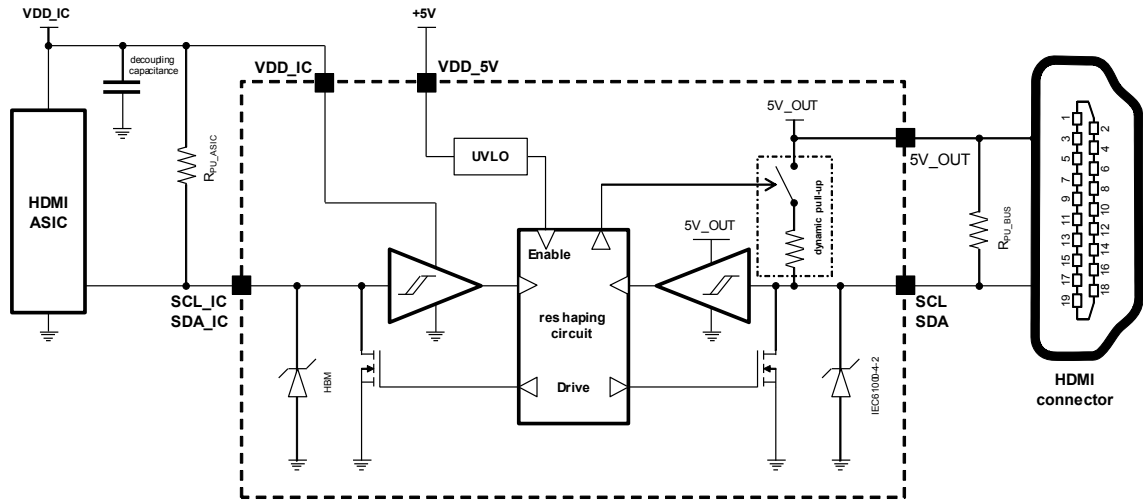 VDD_IC
+5V
decoupling
capacitance
VDD_IC
VDD_5V
5V_OUT
5V_OUT
UVLO
RPU_ASIC
HDMI
ASIC
dynamic pull-up
RPU_BUS
5V_OUT
Enable
SCL_IC
SDA_IC
reshaping
circuit
SCL
SDA
HBM
Drive
IEC61000-4-2
1
2
3
4
5
6
7
8
9
10
11
12
13
14
15
16
17
18
19
HDMI
connector